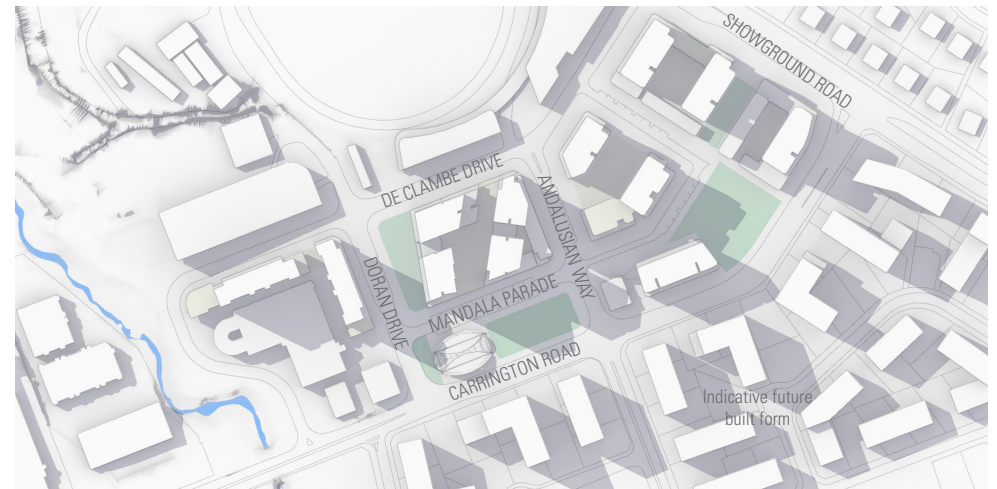 SHOWGROUND ROAD
DE CLAMBE DRIVE
ANDALUSIAN WAY
DORAN DRIVE
MANDALA PARADE
CARRINGTON ROAD
Indicative future
built form